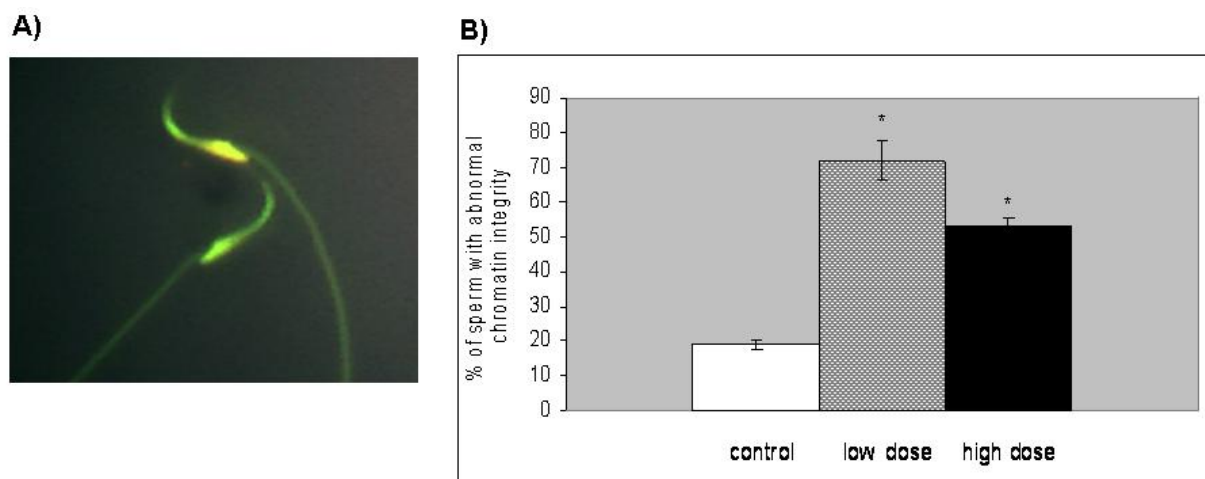 A)
B)
% of sperm with abnormal
chromatin integrity
90
80
70
60
50
40
30
20
10
0
*
*
control low dose high dose